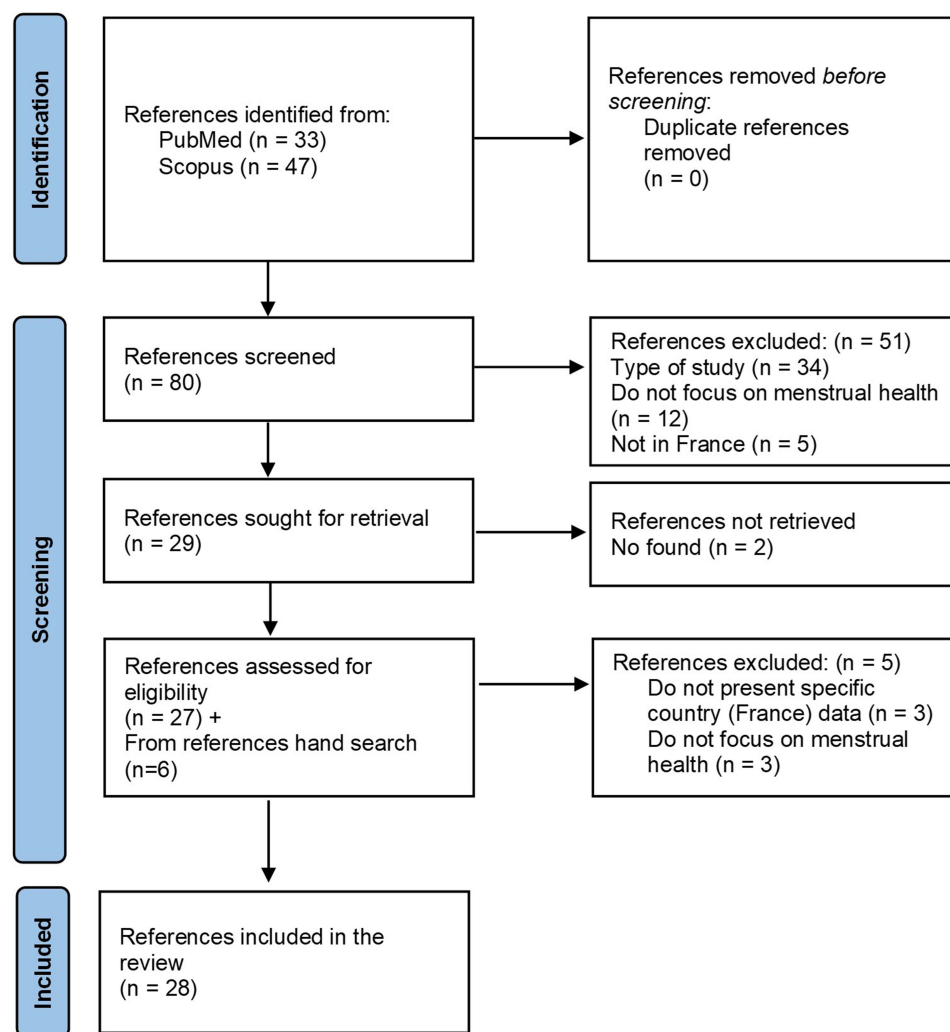 Identification
References identified from:
PubMed (n = 33)
Scopus (n = 47)
References removed before
screening:
Duplicate references
removed
(n = 0)
Screening
References screened
(n = 80)
References excluded: (n = 51)
Type of study (n = 34)
Do not focus on menstrual health
(n = 12)
Not in France (n = 5)
References sought for retrieval
(n = 29)
References not retrieved
No found (n = 2)
References assessed for
eligibility
(n = 27) +
From references hand search
(n=6)
References excluded: (n = 5)
Do not present specific
country (France) data (n = 3)
Do not focus on menstrual
health (n = 3)
Included
References included in the
review
(n = 28)